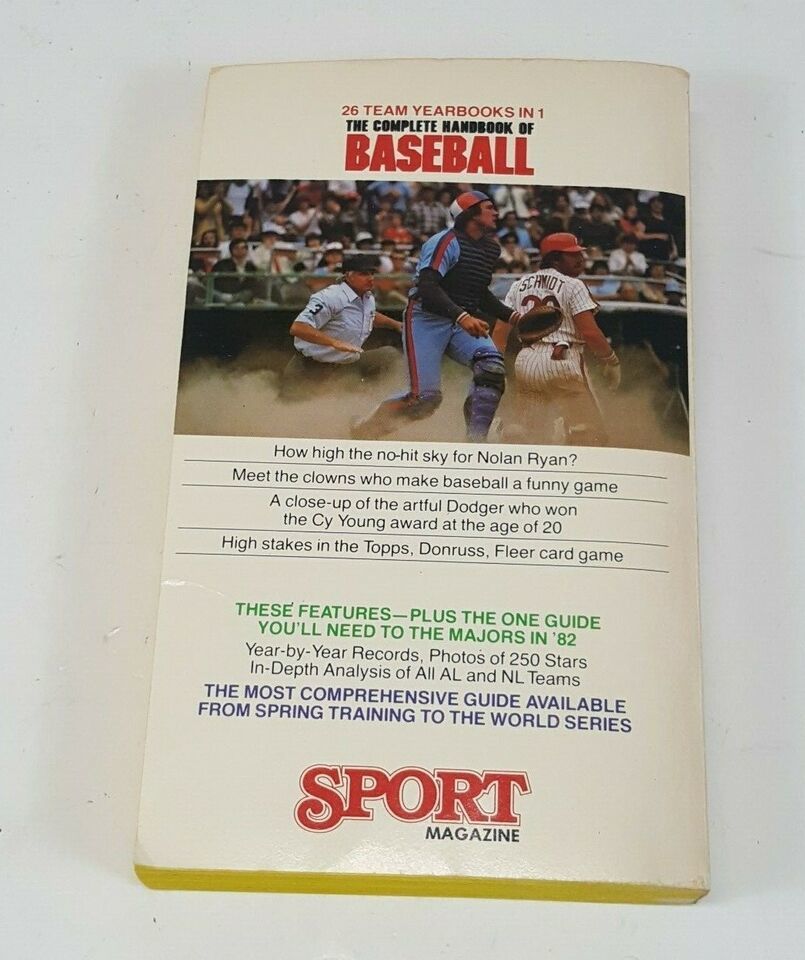 26 TEAM YEARBOOKS IN 1
THE COMPLETE HANDBOOK OF
BASEBALL
3
SCHMIDT
20
How high the no-hit sky for Nolan Ryan?
Meet the clowns who make baseball a funny game
A close-up of the artful Dodger who won
the Cy Young award at the age of 20
High stakes in the Topps, Donruss, Fleer card game
THESE FEATURES—PLUS THE ONE GUIDE
YOU'LL NEED TO THE MAJORS IN '82
Year-by-Year Records, Photos of 250 Stars
In-Depth Analysis of All AL and NL Teams
THE MOST COMPREHENSIVE GUIDE AVAILABLE
FROM SPRING TRAINING TO THE WORLD SERIES
SPORT
MAGAZINE